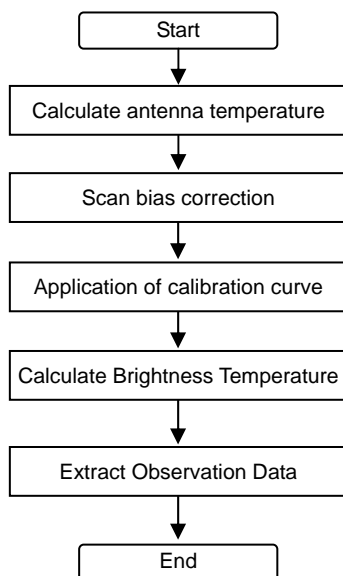 Start
Calculate antenna temperature
Scan bias correction
Application of calibration curve
Calculate Brightness Temperature
Extract Observation Data
End